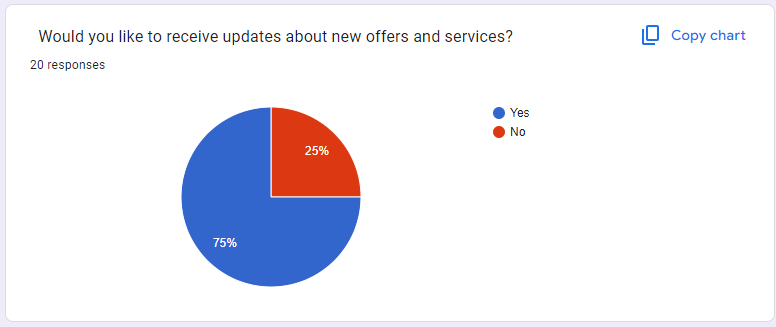 Would you like to receive updates about new offers and services?
Copy chart
20 responses
Yes
No
25%
75%